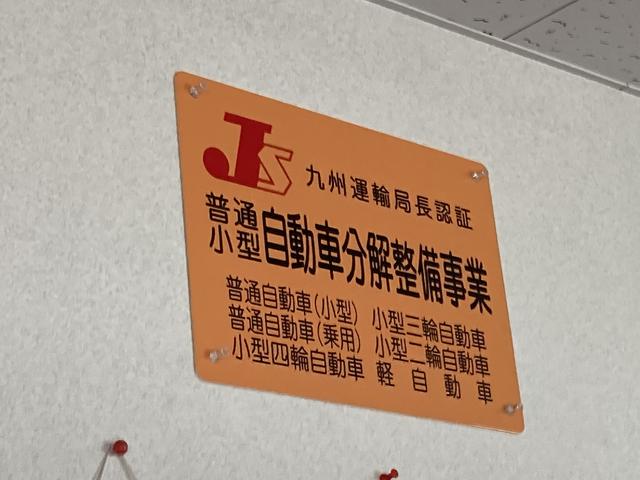 JS 九州運輸局長認証
普通
小型 自動車分解整備事業
普通自動車(小型) 小型三輪自動車
普通自動車(乗用) 小型二輪自動車
小型四輪自動車 軽自動車